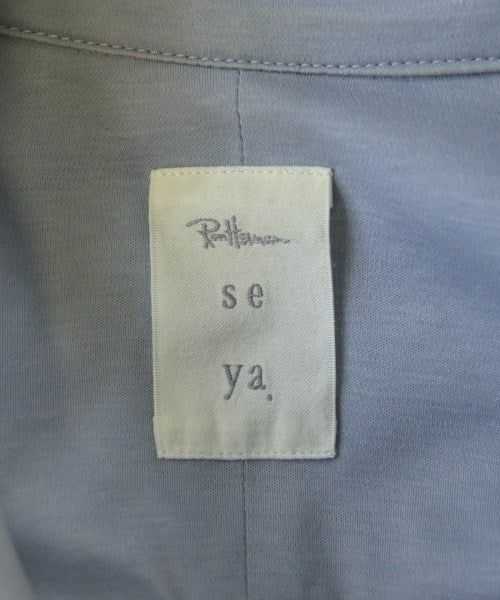 Ron Herman
se
ya.